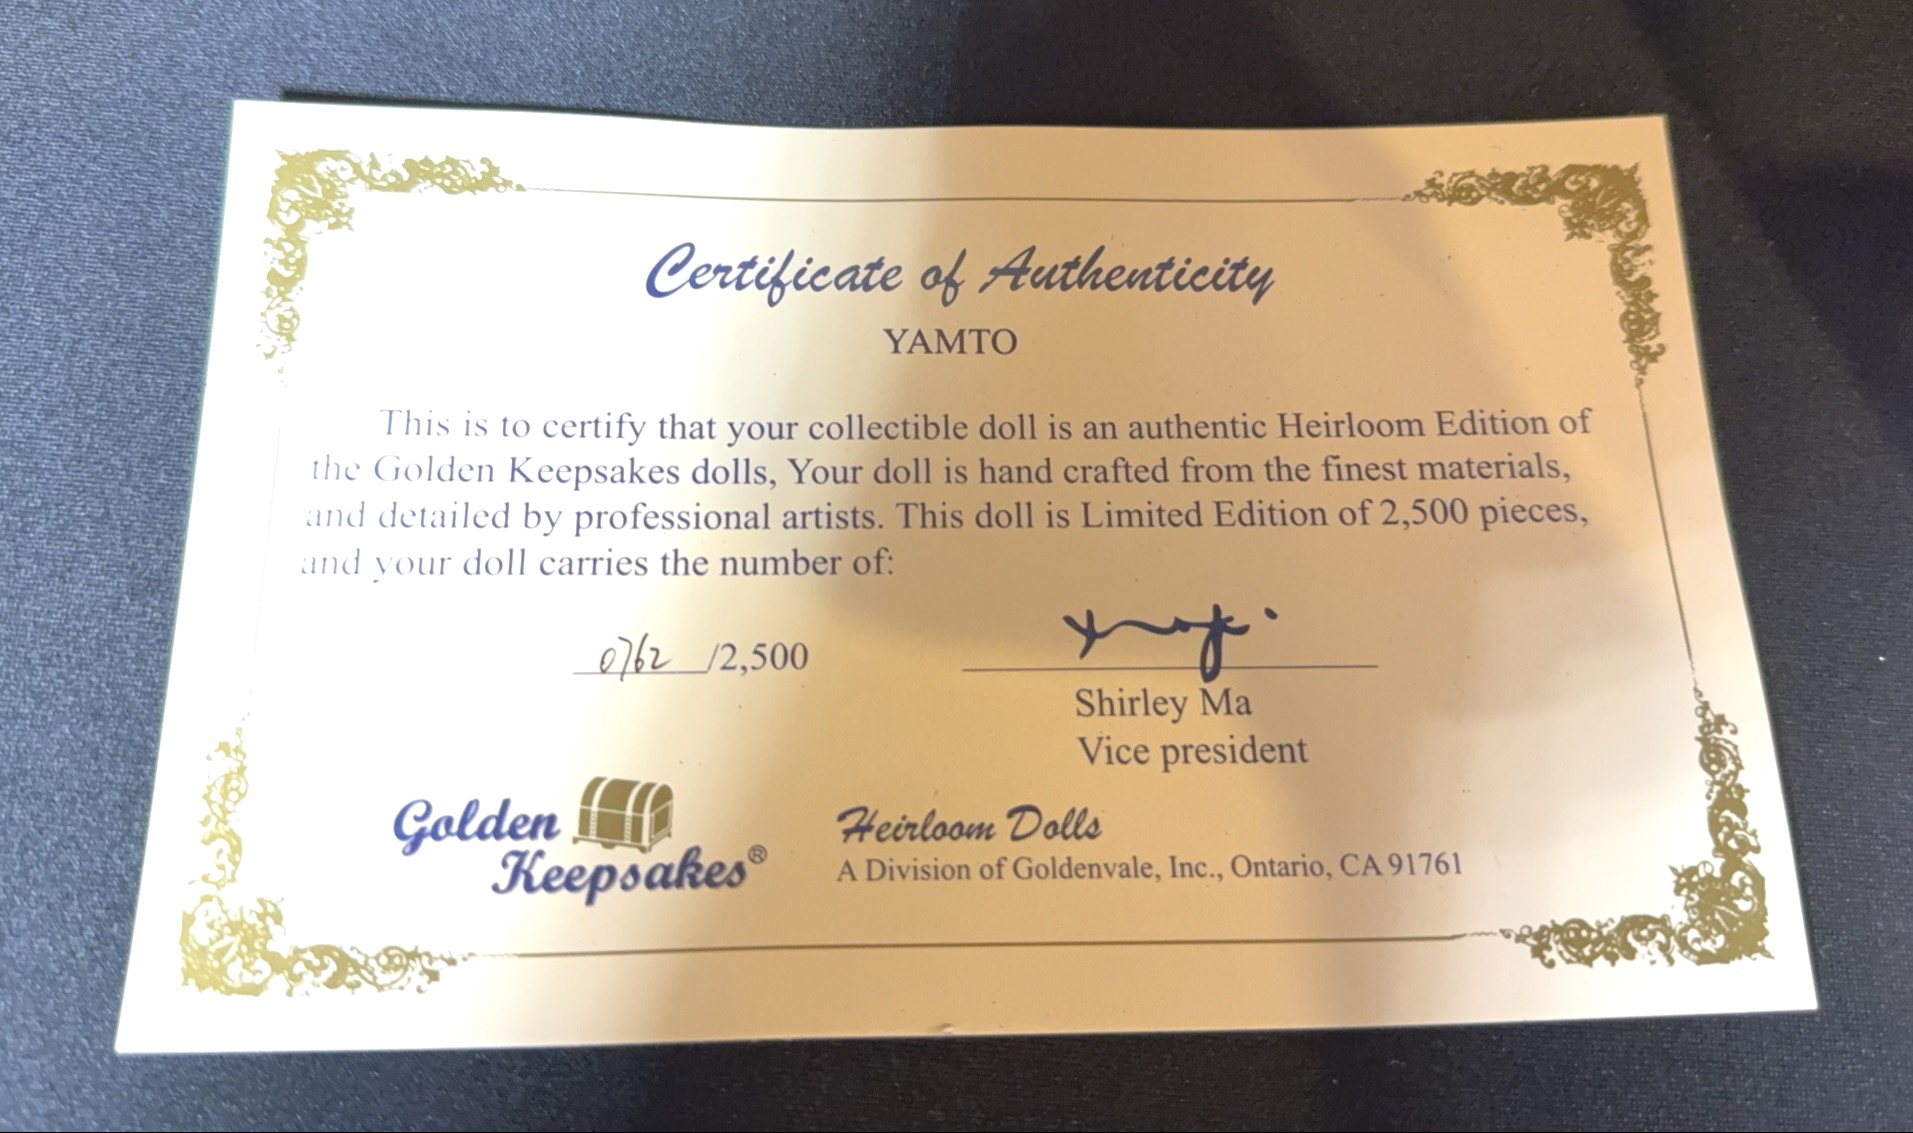 Certificate of Authenticity
YAMTO
This is to certify that your collectible doll is an authentic Heirloom Edition of
the Golden Keepsakes dolls, Your doll is hand crafted from the finest materials,
and detailed by professional artists. This doll is Limited Edition of 2,500 pieces,
and your doll carries the number of:
0762 /2,500
Shirley Ma
Vice president
Golden
Keepsakes®
Heirloom Dolls
A Division of Goldenvale, Inc., Ontario, CA 91761